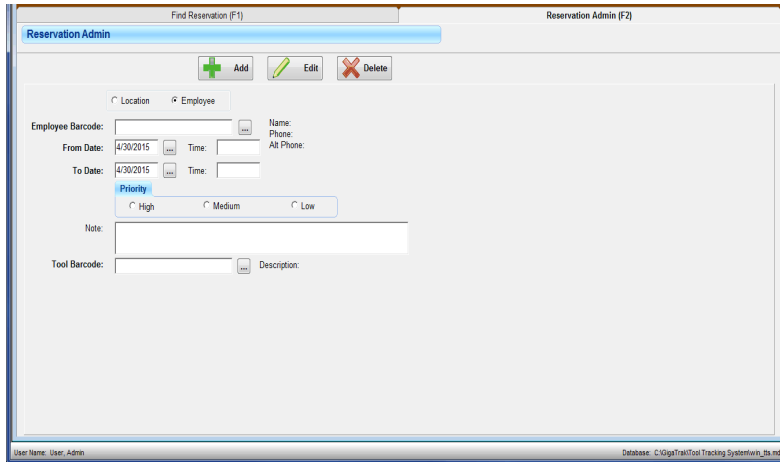 Find Reservation (F1) Reservation Admin (F2)
Reservation Admin
Add Edit Delete
Location Employee
Employee Barcode: ... Name:
Phone:
From Date: 4/30/2015 ... Time: Alt Phone:
To Date: 4/30/2015 ... Time:
Priority
High Medium Low
Note:
Tool Barcode: ... Description:
User Name: User, Admin Database: C:\GigaTrak\Tool Tracking System\win_tts.m